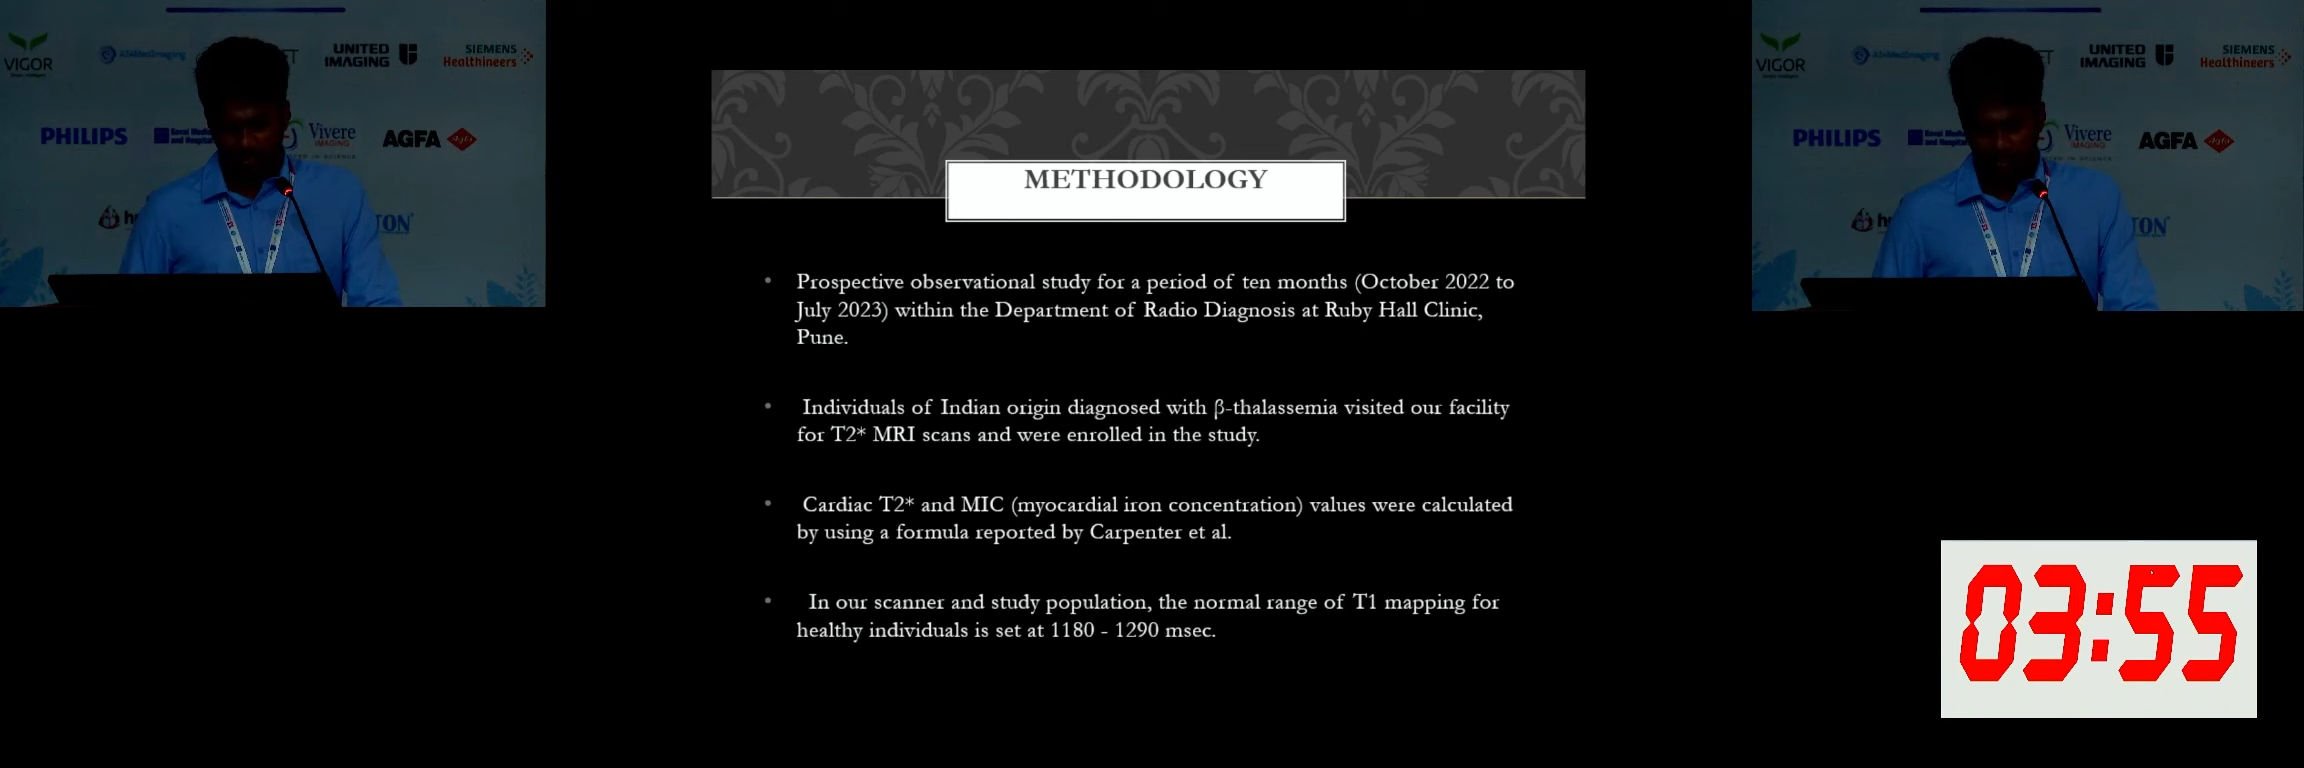 VIGOR
UNITED IMAGING
SIEMENS Healthineers
PHILIPS
Vivere IMAGING
AGFA
METHODOLOGY
• Prospective observational study for a period of ten months (October 2022 to
July 2023) within the Department of Radio Diagnosis at Ruby Hall Clinic,
Pune.
• Individuals of Indian origin diagnosed with β-thalassemia visited our facility
for T2* MRI scans and were enrolled in the study.
• Cardiac T2* and MIC (myocardial iron concentration) values were calculated
by using a formula reported by Carpenter et al.
• In our scanner and study population, the normal range of T1 mapping for
healthy individuals is set at 1180 - 1290 msec.
VIGOR
UNITED IMAGING
SIEMENS Healthineers
PHILIPS
Vivere IMAGING
AGFA
03:55